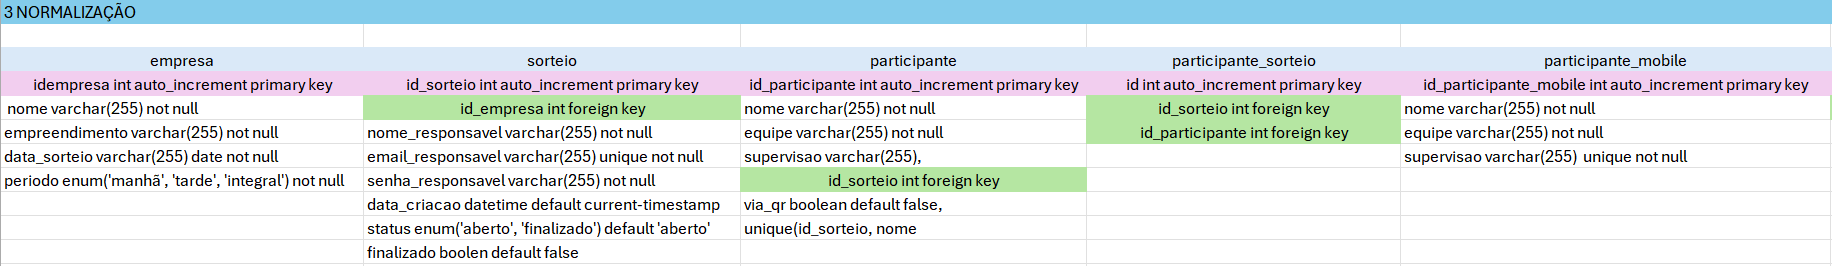 3 NORMALIZAÇÃO
empresa sorteio participante participante_sorteio participante_mobile
idempresa int auto_increment primary key id_sorteio int auto_increment primary key id_participante int auto_increment primary key id int auto_increment primary key id_participante_mobile int auto_increment primary key
nome varchar(255) not null id_empresa int foreign key nome varchar(255) not null id_sorteio int foreign key nome varchar(255) not null
empreendimento varchar(255) not null nome_responsavel varchar(255) not null equipe varchar(255) not null id_participante int foreign key equipe varchar(255) not null
data_sorteio varchar(255) date not null email_responsavel varchar(255) unique not null supervisao varchar(255), supervisao varchar(255) unique not null
periodo enum('manhã', 'tarde', 'integral') not null senha_responsavel varchar(255) not null id_sorteio int foreign key
data_criacao datetime default current-timestamp via_qr boolean default false,
status enum('aberto', 'finalizado') default 'aberto' unique(id_sorteio, nome
finalizado boolen default false